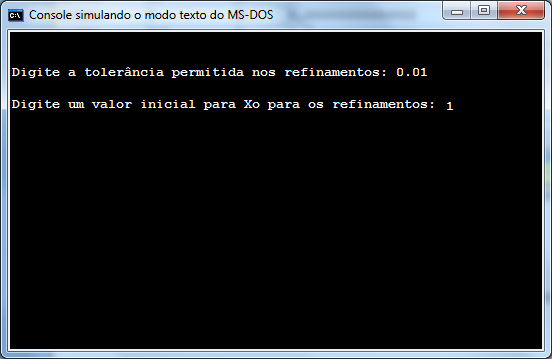 Console simulando o modo texto do MS-DOS
Digite a tolerância permitida nos refinamentos: 0.01
Digite um valor inicial para Xo para os refinamentos: 1